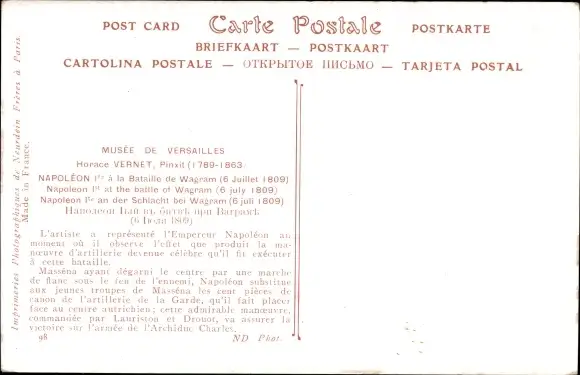 POST CARD Carte Postale POSTKARTE
BRIEFKAART — POSTKAART
CARTOLINA POSTALE — ОТКРЫТОЕ ПИСЬМО — TARJETA POSTAL
MUSÉE DE VERSAILLES
Horace VERNET, Pinxit (1789-1863
NAPOLÉON Ier à la Bataille de Wagram (6 Juillet 1809)
Napoleon Ist at the battle of Wagram (6 july 1809)
Napoleon Ste an der Schlacht bei Wagram (6 juli 1809)
Наполеонъ при Ваграмѣ
(6 Іюля 1809)
L'artiste a représenté l'Empereur Napoléon au
moment où il observe l'effet que produit la ma-
nœuvre d'artillerie devenue célèbre qu'il fit exécuter
à cette bataille.
Masséna ayant dégarni le centre par une marche
de flanc sous le feu de l'ennemi, Napoléon substitue
aux jeunes troupes de Masséna les cent pièces de
canon de l'artillerie de la Garde, qu'il fait placer
face au centre autrichien; cette admirable manœuvre,
commandée par Lauriston et Drouot, va assurer la
victoire sur l'armée de l'Archiduc Charles.
98 ND Phot.
Imprimeries Photographiques de Neurdein Frères à Paris.
Made in France.